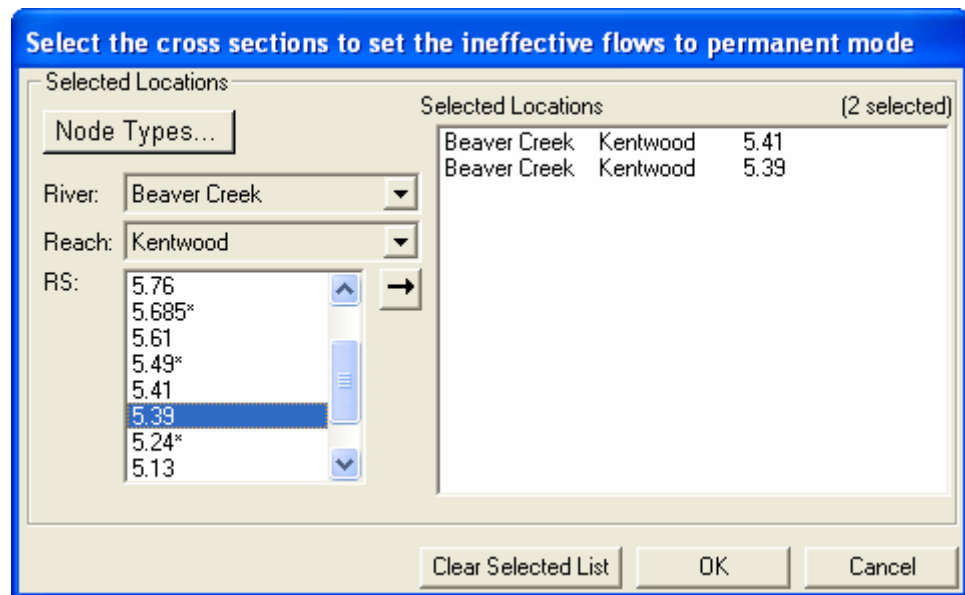 Select the cross sections to set the ineffective flows to permanent mode
Selected Locations
Node Types...
River: Beaver Creek
Reach: Kentwood
RS:
5.76
5.685*
5.61
5.49*
5.41
5.39
5.24*
5.13
Selected Locations (2 selected)
Beaver Creek Kentwood 5.41
Beaver Creek Kentwood 5.39
Clear Selected List OK Cancel